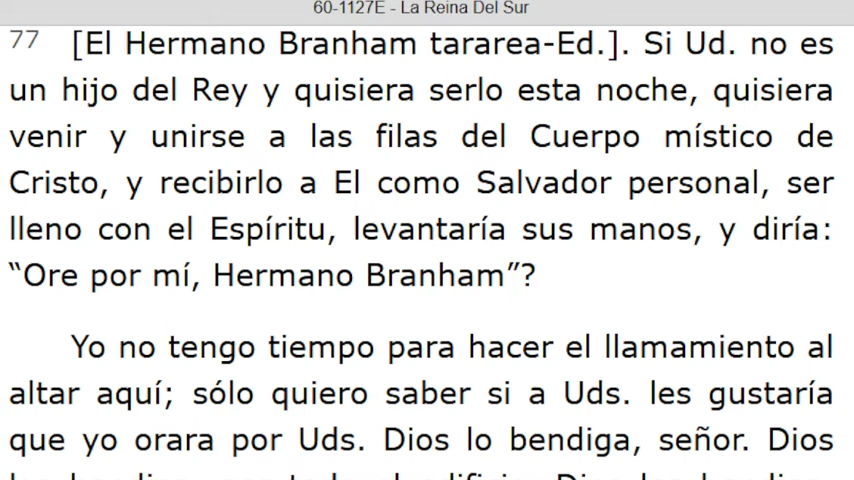 60-1127E - La Reina Del Sur
77 [El Hermano Branham tararea-Ed.]. Si Ud. no es
un hijo del Rey y quisiera serlo esta noche, quisiera
venir y unirse a las filas del Cuerpo místico de
Cristo, y recibirlo a El como Salvador personal, ser
lleno con el Espíritu, levantaría sus manos, y diría:
“Ore por mí, Hermano Branham”?
Yo no tengo tiempo para hacer el llamamiento al
altar aquí; sólo quiero saber si a Uds. les gustaría
que yo orara por Uds. Dios lo bendiga, señor. Dios